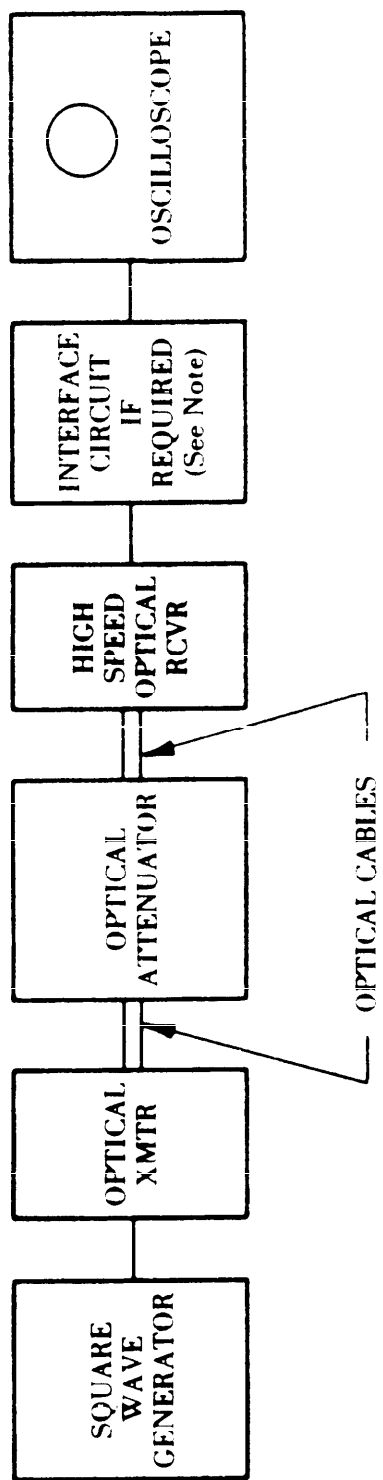 SQUARE
WAVE
GENERATOR
OPTICAL
XMTR
OPTICAL
ATTENUATOR
HIGH
SPEED
OPTICAL
RCVR
INTERFACE
CIRCUIT
IF
REQUIRED
(See Note)
OSCILLOSCOPE
OPTICAL CABLES